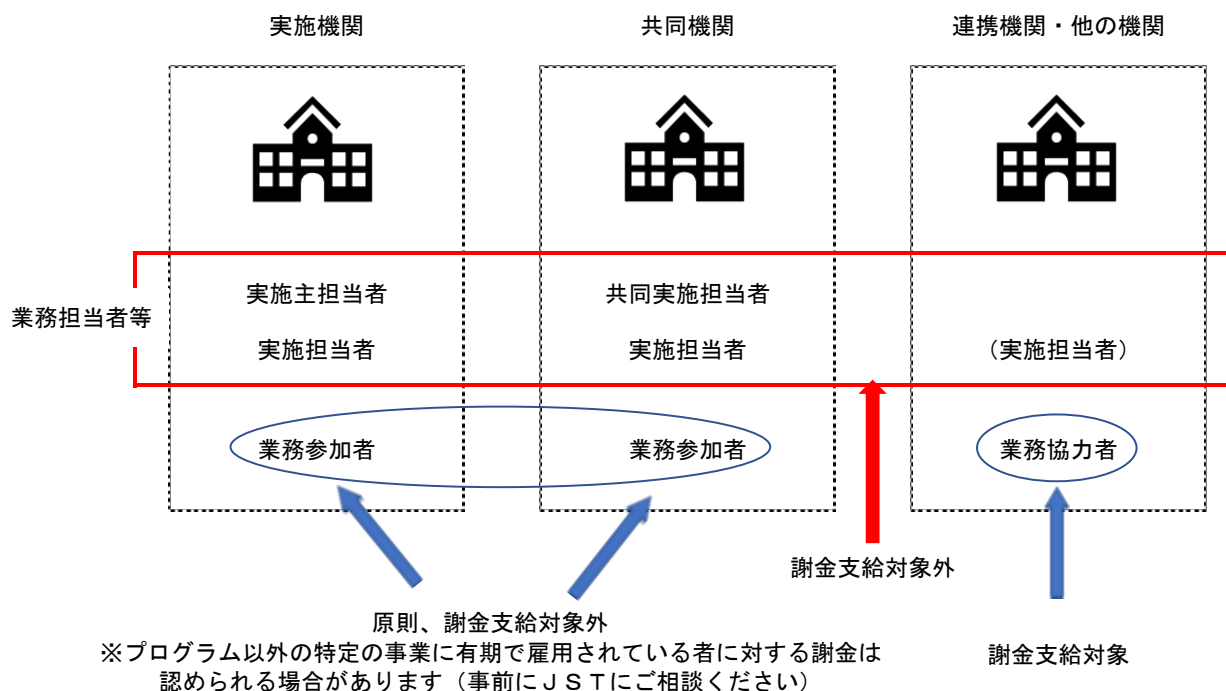 実施機関
共同機関
連携機関・他の機関
業務担当者等
実施主担当者
共同実施担当者
実施担当者
実施担当者
（実施担当者）
業務参加者
業務参加者
業務協力者
謝金支給対象外
原則、謝金支給対象外
※プログラム以外の特定の事業に有期で雇用されている者に対する謝金は
認められる場合があります（事前にＪＳＴにご相談ください）
謝金支給対象